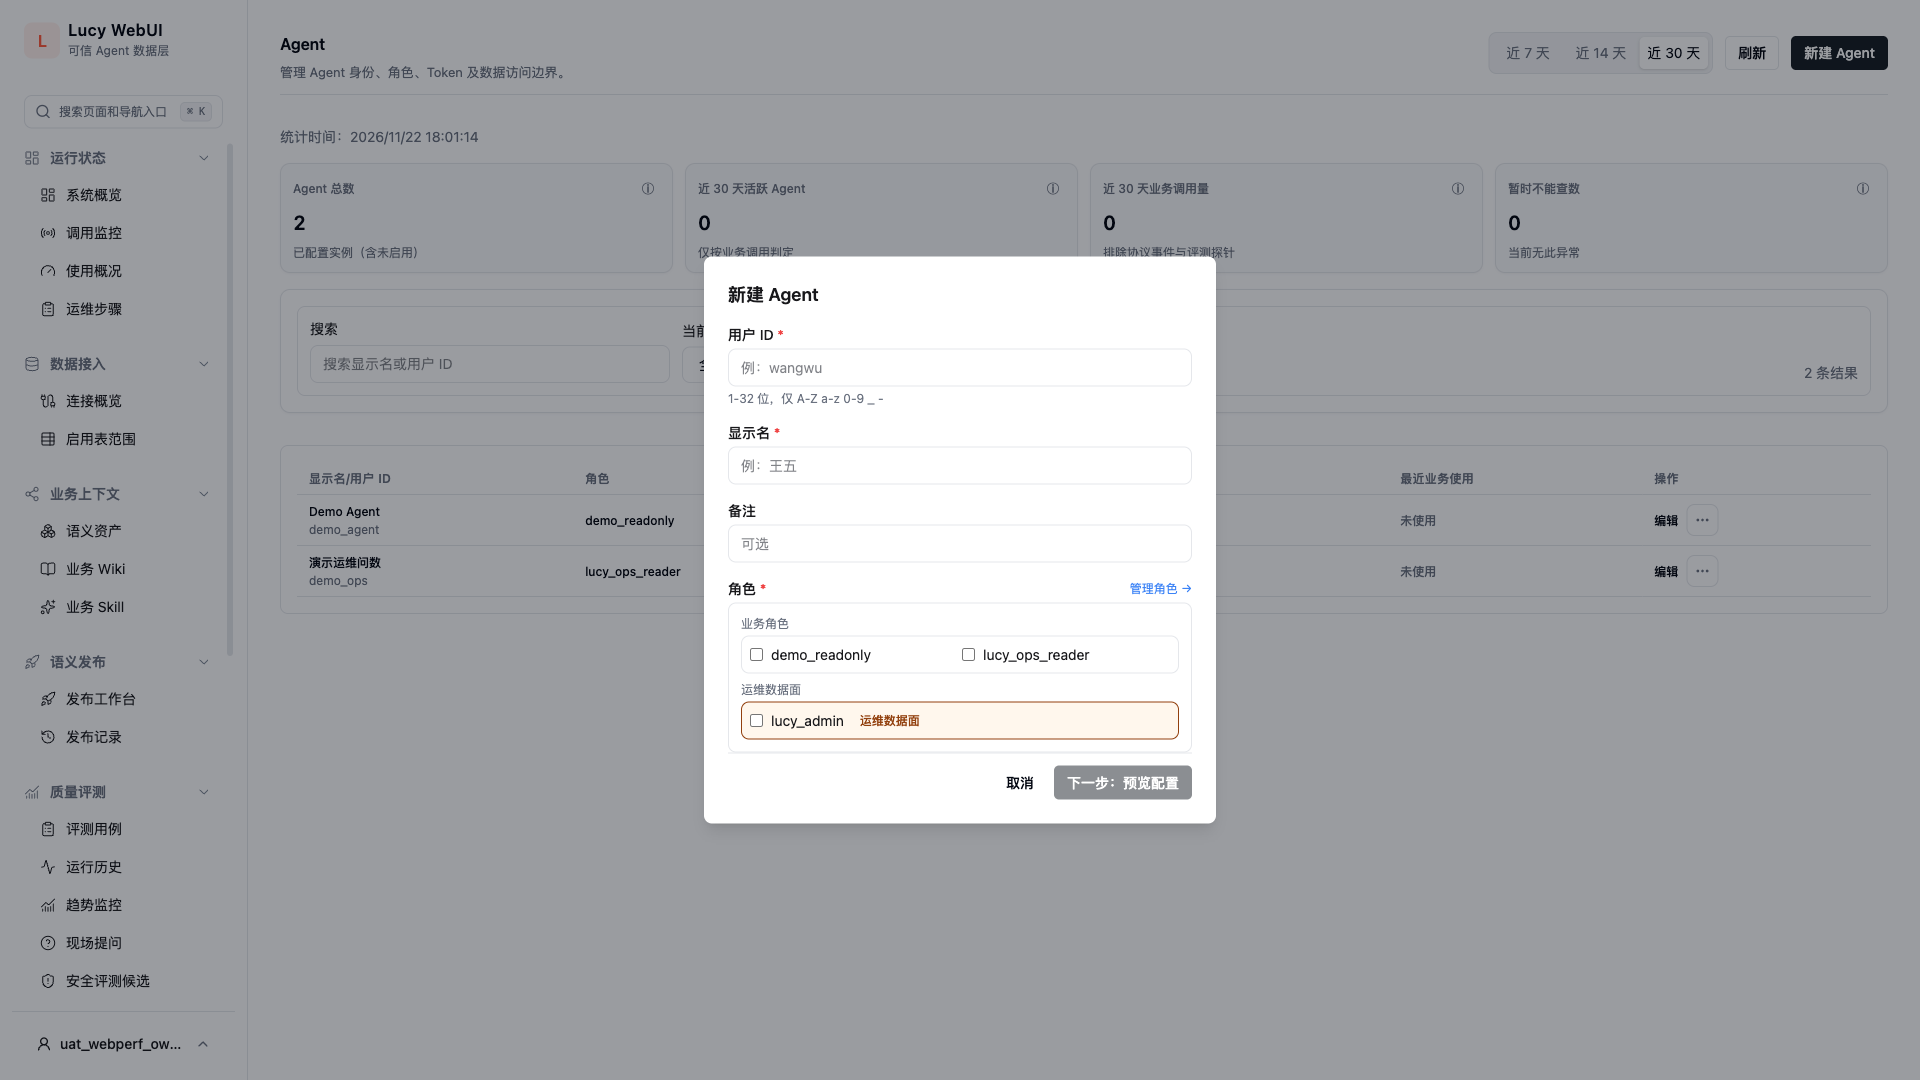 L
Lucy WebUI
可信 Agent 数据层
搜索页面和导航入口 ⌘ K
运行状态
系统概览
调用监控
使用概况
运维步骤
数据接入
连接概览
启用表范围
业务上下文
语义资产
业务 Wiki
业务 Skill
语义发布
发布工作台
发布记录
质量评测
评测用例
运行历史
趋势监控
现场提问
安全评测候选
uat_webperf_ow...
Agent
管理 Agent 身份、角色、Token 及数据访问边界。
近 7 天 近 14 天 近 30 天 刷新 新建 Agent
统计时间：2026/11/22 18:01:14
Agent 总数
2
已配置实例（含未启用）
近 30 天活跃 Agent
0
仅按业务调用判定
近 30 天业务调用量
0
排除协议事件与评测探针
暂时不能查数
0
当前无此异常
搜索
搜索显示名或用户 ID
当前
2 条结果
显示名/用户 ID 角色 最近业务使用 操作
Demo Agent
demo_agent
demo_readonly 未使用 编辑 ···
演示运维问数
demo_ops
lucy_ops_reader 未使用 编辑 ···
新建 Agent
用户 ID *
例：wangwu
1-32 位，仅 A-Z a-z 0-9 _ -
显示名 *
例：王五
备注
可选
角色 * 管理角色 →
业务角色
demo_readonly lucy_ops_reader
运维数据面
lucy_admin 运维数据面
取消 下一步：预览配置